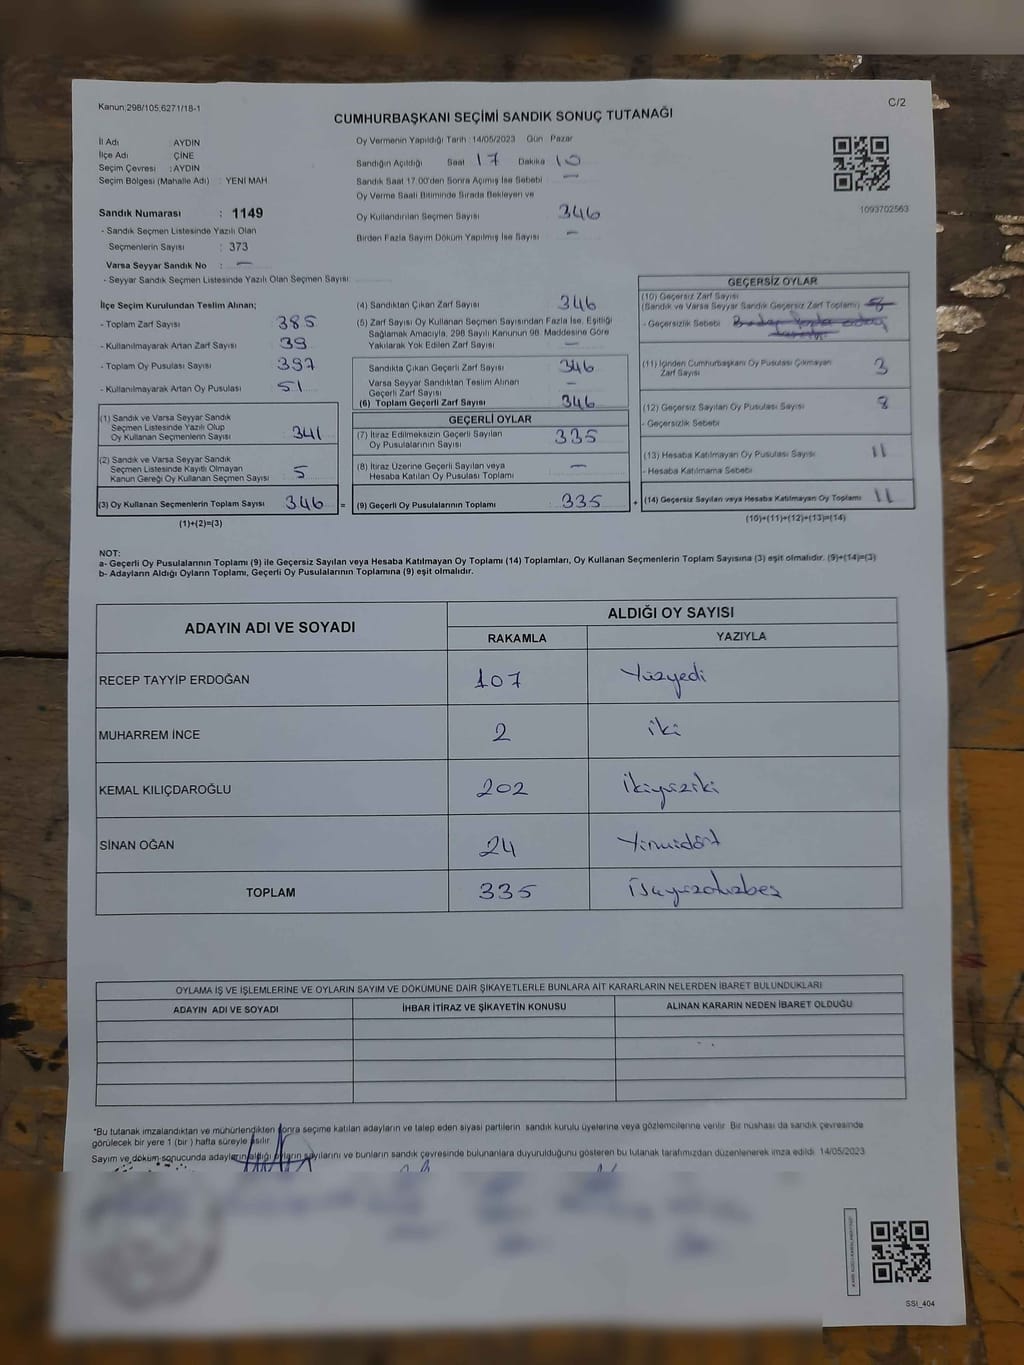 Kanun:298/105,6271/18-1
C/2
CUMHURBAŞKANI SEÇİMİ SANDIK SONUÇ TUTANAĞI
İl Adı AYDIN
İlçe Adı ÇİNE
Seçim Çevresi : AYDIN
Seçim Bölgesi (Mahalle Adı) : YENİ MAH
Sandık Numarası : 1149
- Sandık Seçmen Listesinde Yazılı Olan
Seçmenlerin Sayısı : 373
Varsa Seyyar Sandık No : —
- Seyyar Sandık Seçmen Listesinde Yazılı Olan Seçmen Sayısı:
Oy Vermenin Yapıldığı Tarih : 14/05/2023 Gün : Pazar
Sandığın Açıldığı Saat 17 Dakika 10
Sandık Saat 17:00'den Sonra Açılmış İse Sebebi —
Oy Verme Saati Bitiminde Sırada Bekleyen ve
Oy Kullandırılan Seçmen Sayısı 346
Birden Fazla Sayım Döküm Yapılmış İse Sayısı —
1093702563
İlçe Seçim Kurulundan Teslim Alınan;
- Toplam Zarf Sayısı 385
- Kullanılmayarak Artan Zarf Sayısı 39
- Toplam Oy Pusulası Sayısı 397
- Kullanılmayarak Artan Oy Pusulası 51
(1) Sandık ve Varsa Seyyar Sandık
Seçmen Listesinde Yazılı Olup
Oy Kullanan Seçmenlerin Sayısı 341
(2) Sandık ve Varsa Seyyar Sandık
Seçmen Listesinde Kayıtlı Olmayan
Kanun Gereği Oy Kullanan Seçmen Sayısı 5
(3) Oy Kullanan Seçmenlerin Toplam Sayısı 346 =
(1)+(2)=(3)
(4) Sandıktan Çıkan Zarf Sayısı 346
(5) Zarf Sayısı Oy Kullanan Seçmen Sayısından Fazla İse, Eşitliği
Sağlamak Amacıyla, 298 Sayılı Kanunun 98. Maddesine Göre
Yakılarak Yok Edilen Zarf Sayısı —
Sandıkta Çıkan Geçerli Zarf Sayısı 346
Varsa Seyyar Sandıktan Teslim Alınan
Geçerli Zarf Sayısı —
(6) Toplam Geçerli Zarf Sayısı 346
GEÇERLİ OYLAR
(7) İtiraz Edilmeksizin Geçerli Sayılan
Oy Pusulalarının Sayısı 335
(8) İtiraz Üzerine Geçerli Sayılan veya
Hesaba Katılan Oy Pusulası Toplamı —
(9) Geçerli Oy Pusulalarının Toplamı 335 +
GEÇERSİZ OYLAR
(10) Geçersiz Zarf Sayısı
(Sandık ve Varsa Seyyar Sandık Geçersiz Zarf Toplamı) 8
- Geçersizlik Sebebi
(11) İçinden Cumhurbaşkanı Oy Pusulası Çıkmayan
Zarf Sayısı 3
(12) Geçersiz Sayılan Oy Pusulası Sayısı 8
- Geçersizlik Sebebi
(13) Hesaba Katılmayan Oy Pusulası Sayısı 11
- Hesaba Katılmama Sebebi
(14) Geçersiz Sayılan veya Hesaba Katılmayan Oy Toplamı 11
(10)+(11)+(12)+(13)=(14)
NOT:
a- Geçerli Oy Pusulalarının Toplamı (9) ile Geçersiz Sayılan veya Hesaba Katılmayan Oy Toplamı (14) Toplamları, Oy Kullanan Seçmenlerin Toplam Sayısına (3) eşit olmalıdır. (9)+(14)=(3)
b- Adayların Aldığı Oyların Toplamı, Geçerli Oy Pusulalarının Toplamına (9) eşit olmalıdır.
ADAYIN ADI VE SOYADI
ALDIĞI OY SAYISI
RAKAMLA YAZIYLA
RECEP TAYYİP ERDOĞAN 107 Yüzyedi
MUHARREM İNCE 2 iki
KEMAL KILIÇDAROĞLU 202 İkiyüziki
SİNAN OĞAN 24 Yirmidört
TOPLAM 335
OYLAMA İŞ VE İŞLEMLERİNE VE OYLARIN SAYIM VE DÖKÜMÜNE DAİR ŞİKAYETLERLE BUNLARA AİT KARARLARIN NELERDEN İBARET BULUNDUKLARI
ADAYIN ADI VE SOYADI İHBAR İTİRAZ VE ŞİKAYETİN KONUSU ALINAN KARARIN NEDEN İBARET OLDUĞU
*Bu tutanak imzalandıktan ve mühürlendikten sonra seçime katılan adayların ve talep eden siyasi partilerin sandık kurulu üyelerine veya gözlemcilerine verilir. Bir nüshası da sandık çevresinde
görülecek bir yere 1 (bir) hafta süreyle asılır.
Sayım ve döküm sonucunda adayların aldığı oyların sayılarını ve bunların sandık çevresinde bulunanlara duyurulduğunu gösteren bu tutanak tarafımızdan düzenlenerek imza edildi. 14/05/2023
SSI_404